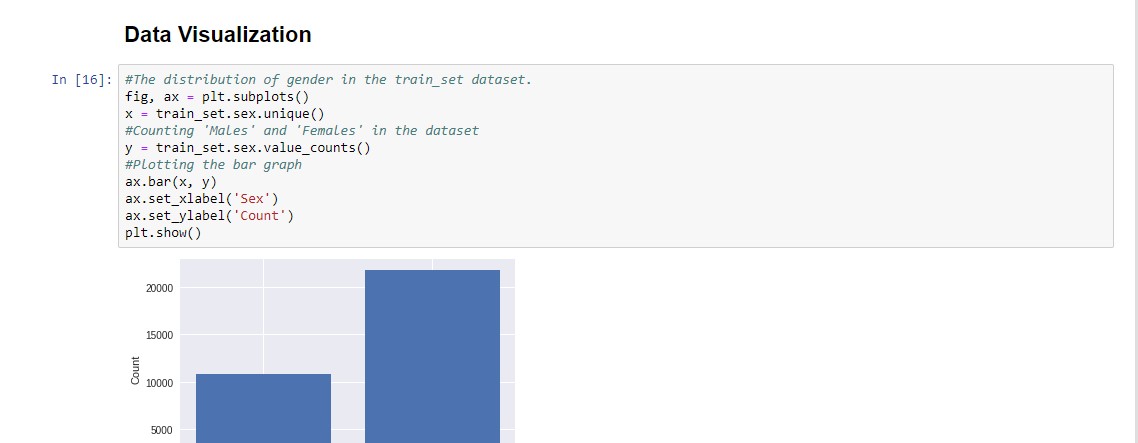 Data Visualization
In [16]:
#The distribution of gender in the train_set dataset.
fig, ax = plt.subplots()
x = train_set.sex.unique()
#Counting 'Males' and 'Females' in the dataset
y = train_set.sex.value_counts()
#Plotting the bar graph
ax.bar(x, y)
ax.set_xlabel('Sex')
ax.set_ylabel('Count')
plt.show()
20000
15000
Count
10000
5000